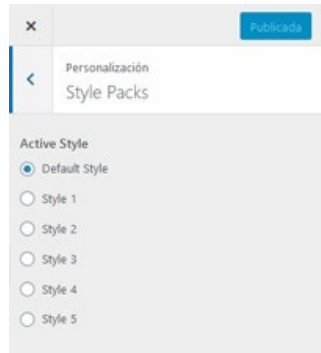 Publicada
Personalización
Style Packs
Active Style
Default Style
Style 1
Style 2
Style 3
Style 4
Style 5